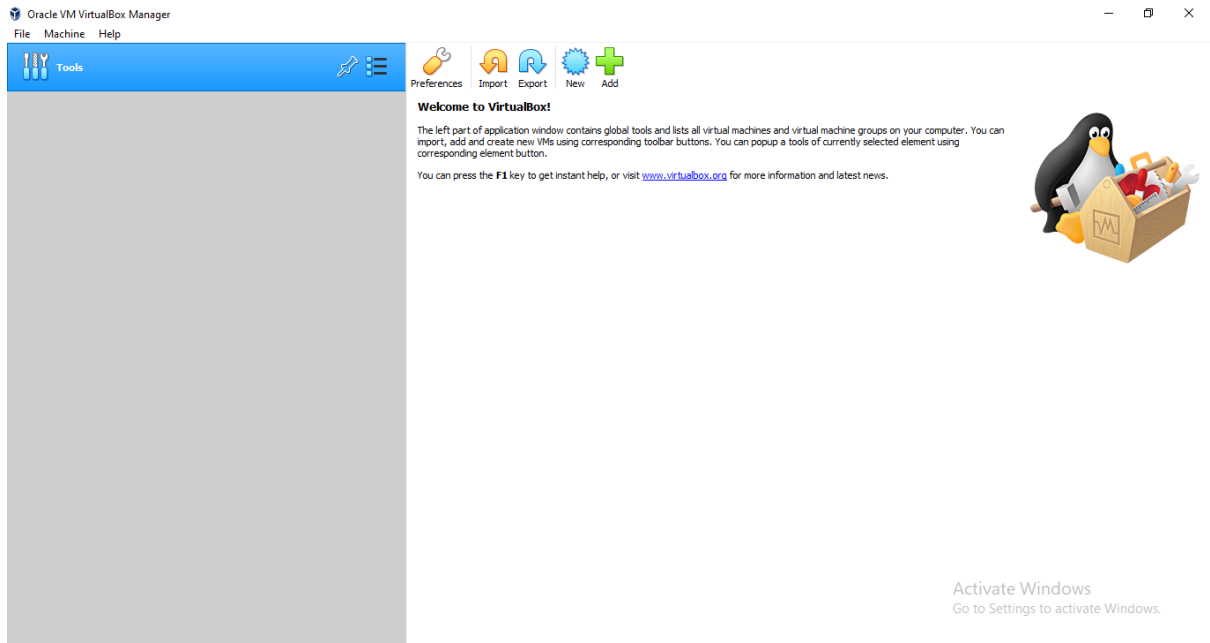 Oracle VM VirtualBox Manager
File Machine Help
Tools
Preferences Import Export New Add
Welcome to VirtualBox!
The left part of application window contains global tools and lists all virtual machines and virtual machine groups on your computer. You can
import, add and create new VMs using corresponding toolbar buttons. You can popup a tools of currently selected element using
corresponding element button.
You can press the F1 key to get instant help, or visit www.virtualbox.org for more information and latest news.
Activate Windows
Go to Settings to activate Windows.